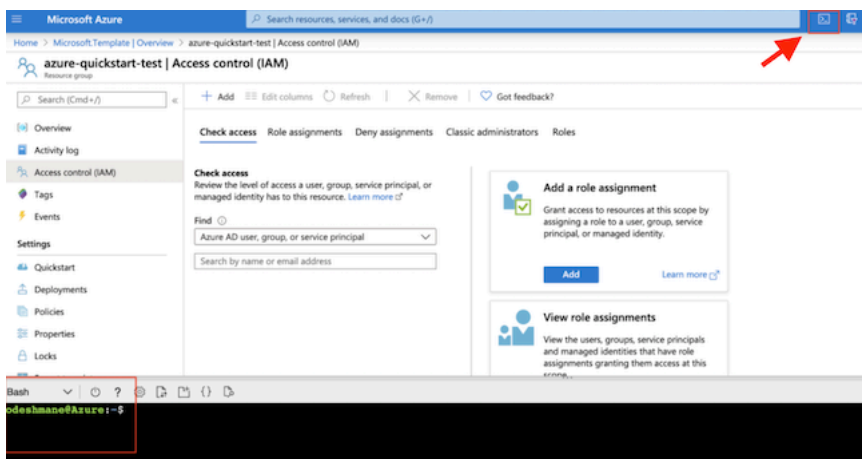 Microsoft Azure
Search resources, services, and docs (G+/)
Home > Microsoft.Template | Overview > azure-quickstart-test | Access control (IAM)
azure-quickstart-test | Access control (IAM)
Resource group
Search (Cmd+/)
«
+ Add
Edit columns
Refresh
Remove
Got feedback?
Overview
Activity log
Access control (IAM)
Tags
Events
Settings
Quickstart
Deployments
Policies
Properties
Locks
Check access
Role assignments
Deny assignments
Classic administrators
Roles
Check access
Review the level of access a user, group, service principal, or
managed identity has to this resource. Learn more
Find
Azure AD user, group, or service principal
Search by name or email address
Add a role assignment
Grant access to resources at this scope by
assigning a role to a user, group, service
principal, or managed identity.
Add
Learn more
View role assignments
View the users, groups, service principals
and managed identities that have role
assignments granting them access at this
Bash
?
{}
odeshmane@Azure:~$